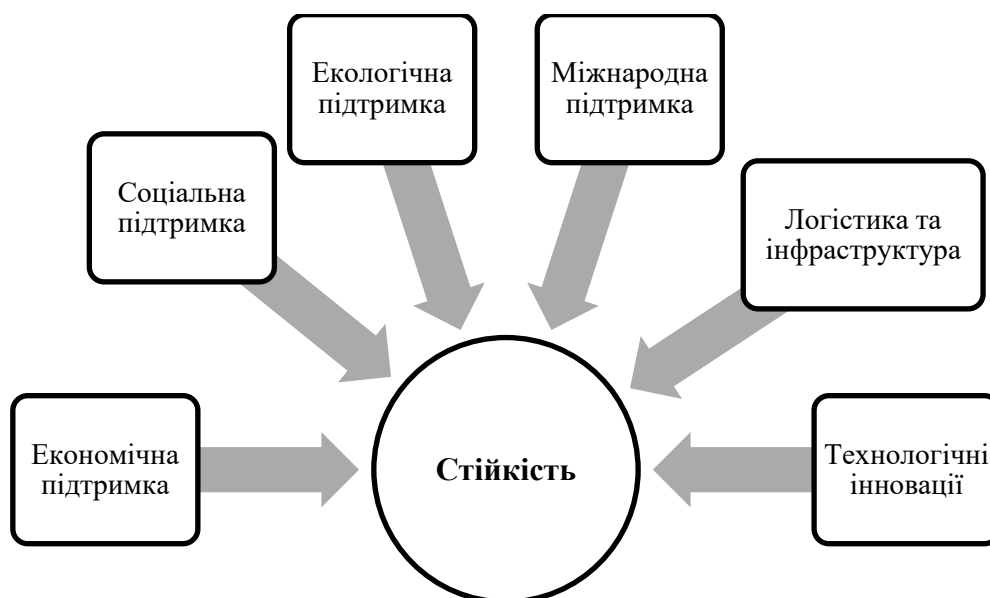 Екологічна
підтримка
Міжнародна
підтримка
Соціальна
підтримка
Логістика та
інфраструктура
Економічна
підтримка
Стійкість
Технологічні
інновації